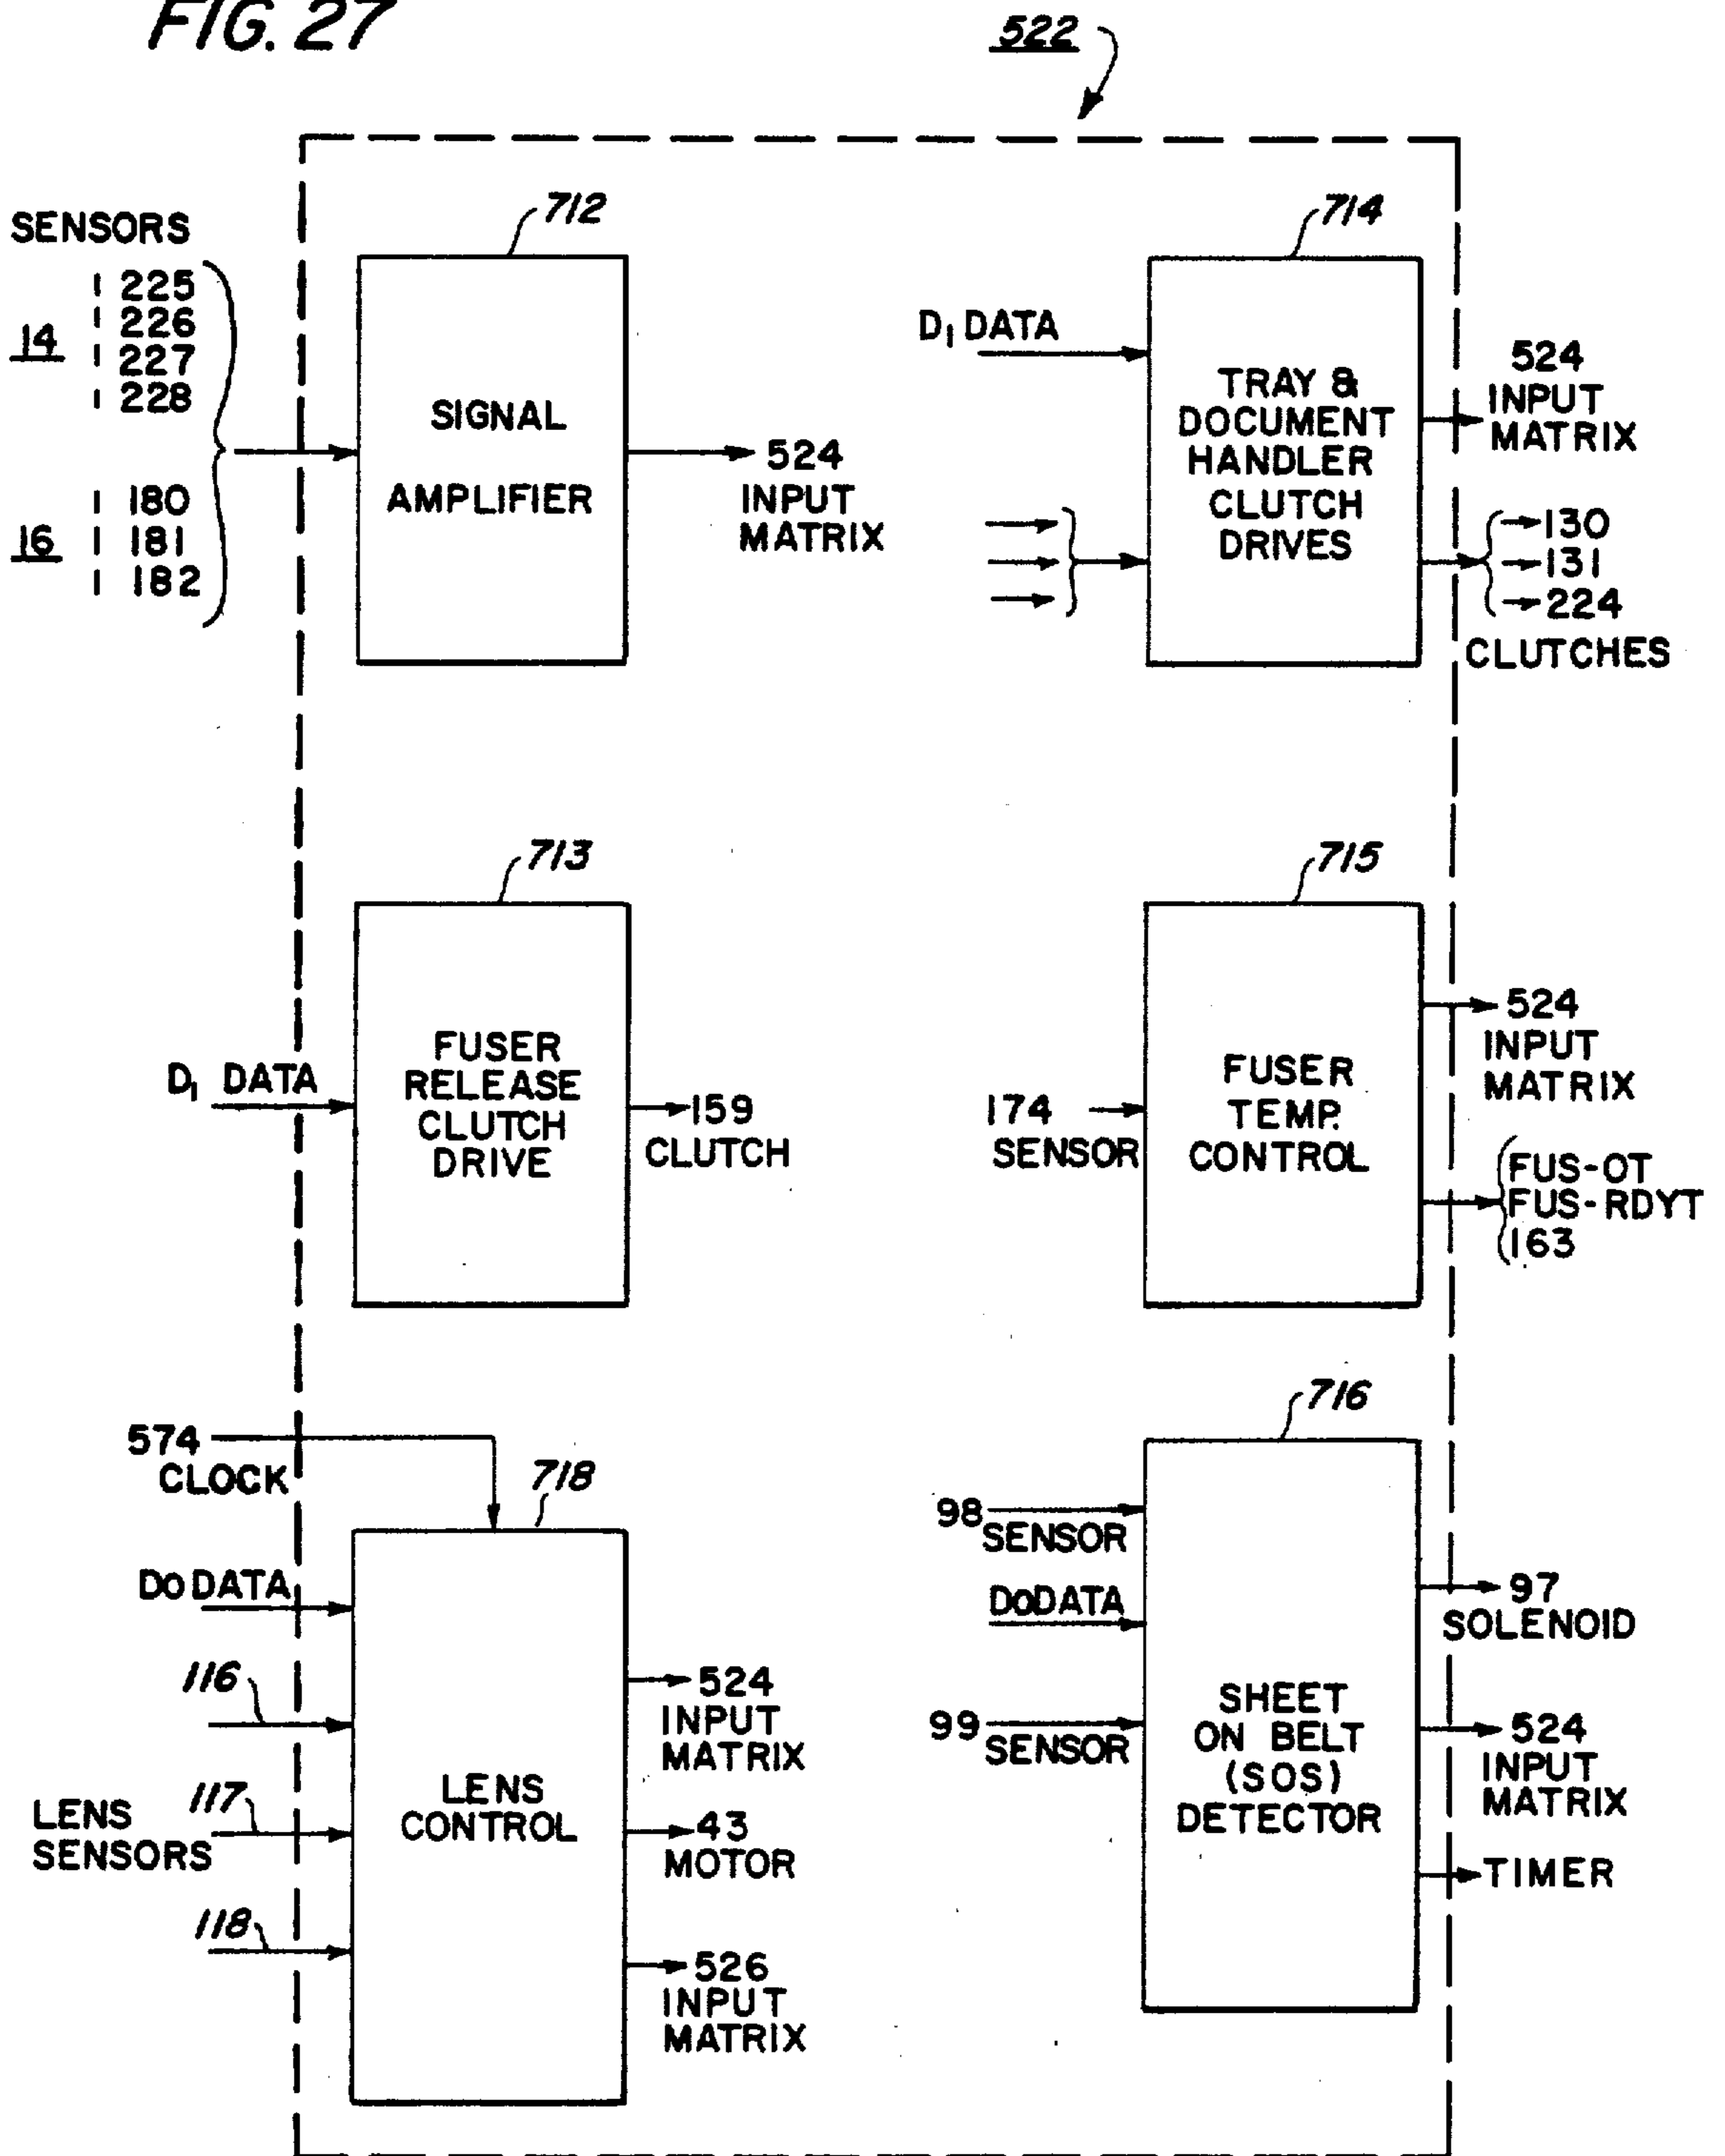 FIG. 27
522
SENSORS
14
225
226
227
228
16
180
181
182
712
SIGNAL
AMPLIFIER
524
INPUT
MATRIX
714
D1 DATA
TRAY &
DOCUMENT
HANDLER
CLUTCH
DRIVES
524
INPUT
MATRIX
130
131
224
CLUTCHES
713
D1 DATA
FUSER
RELEASE
CLUTCH
DRIVE
159
CLUTCH
715
174
SENSOR
FUSER
TEMP.
CONTROL
524
INPUT
MATRIX
FUS-OT
FUS-RDYT
163
574
CLOCK
718
DO DATA
116
LENS
SENSORS
117
118
LENS
CONTROL
524
INPUT
MATRIX
43
MOTOR
526
INPUT
MATRIX
716
98
SENSOR
DO DATA
99
SENSOR
SHEET
ON BELT
(SOS)
DETECTOR
97
SOLENOID
524
INPUT
MATRIX
TIMER